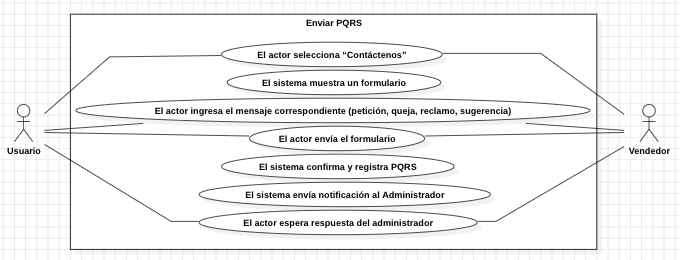 Enviar PQRS
El actor selecciona “Contáctenos”
El sistema muestra un formulario
El actor ingresa el mensaje correspondiente (petición, queja, reclamo, sugerencia)
El actor envía el formulario
Usuario
Vendedor
El sistema confirma y registra PQRS
El sistema envía notificación al Administrador
El actor espera respuesta del administrador